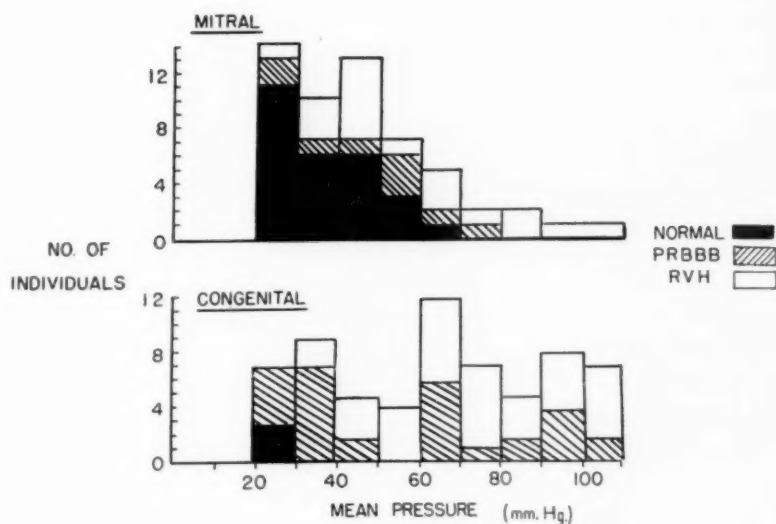 MITRAL
12
8
4
0
NO. OF
INDIVIDUALS
NORMAL
PRBBB
RVH
CONGENITAL
12
8
4
0
20 40 60 80 100
MEAN PRESSURE (mm. Hg.)